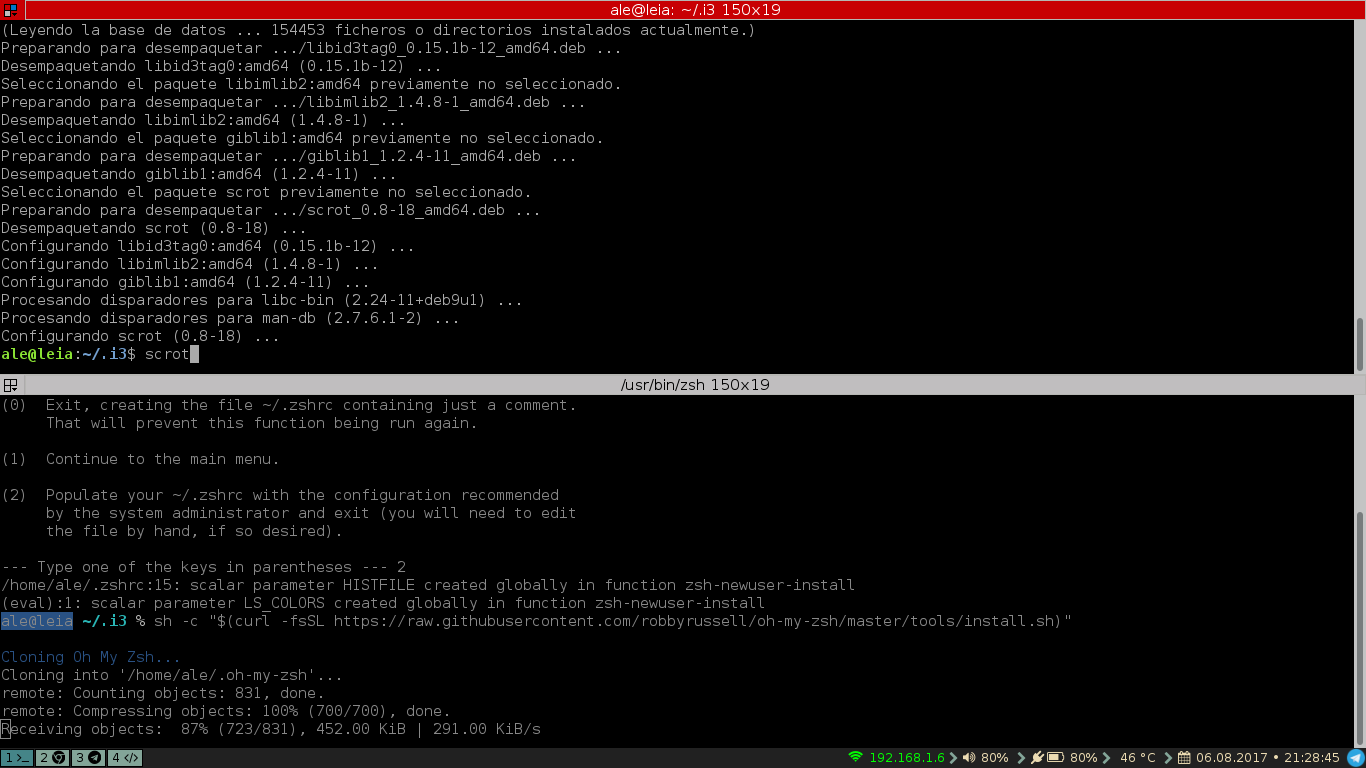 ale@leia: ~/.i3 150x19
(Leyendo la base de datos ... 154453 ficheros o directorios instalados actualmente.)
Preparando para desempaquetar .../libid3tag0_0.15.1b-12_amd64.deb ...
Desempaquetando libid3tag0:amd64 (0.15.1b-12) ...
Seleccionando el paquete libimlib2:amd64 previamente no seleccionado.
Preparando para desempaquetar .../libimlib2_1.4.8-1_amd64.deb ...
Desempaquetando libimlib2:amd64 (1.4.8-1) ...
Seleccionando el paquete giblib1:amd64 previamente no seleccionado.
Preparando para desempaquetar .../giblib1_1.2.4-11_amd64.deb ...
Desempaquetando giblib1:amd64 (1.2.4-11) ...
Seleccionando el paquete scrot previamente no seleccionado.
Preparando para desempaquetar .../scrot_0.8-18_amd64.deb ...
Desempaquetando scrot (0.8-18) ...
Configurando libid3tag0:amd64 (0.15.1b-12) ...
Configurando libimlib2:amd64 (1.4.8-1) ...
Configurando giblib1:amd64 (1.2.4-11) ...
Procesando disparadores para libc-bin (2.24-11+deb9u1) ...
Procesando disparadores para man-db (2.7.6.1-2) ...
Configurando scrot (0.8-18) ...
ale@leia:~/.i3$ scrot
/usr/bin/zsh 150x19
(0)  Exit, creating the file ~/.zshrc containing just a comment.
     That will prevent this function being run again.
(1)  Continue to the main menu.
(2)  Populate your ~/.zshrc with the configuration recommended
     by the system administrator and exit (you will need to edit
     the file by hand, if so desired).
--- Type one of the keys in parentheses --- 2
/home/ale/.zshrc:15: scalar parameter HISTFILE created globally in function zsh-newuser-install
(eval):1: scalar parameter LS_COLORS created globally in function zsh-newuser-install
ale@leia ~/.i3 % sh -c "$(curl -fsSL https://raw.githubusercontent.com/robbyrussell/oh-my-zsh/master/tools/install.sh)"
Cloning Oh My Zsh...
Cloning into '/home/ale/.oh-my-zsh'...
remote: Counting objects: 831, done.
remote: Compressing objects: 100% (700/700), done.
Receiving objects:  87% (723/831), 452.00 KiB | 291.00 KiB/s
1 2 3 4 192.168.1.6 80% 80% 46 °C 06.08.2017 • 21:28:45